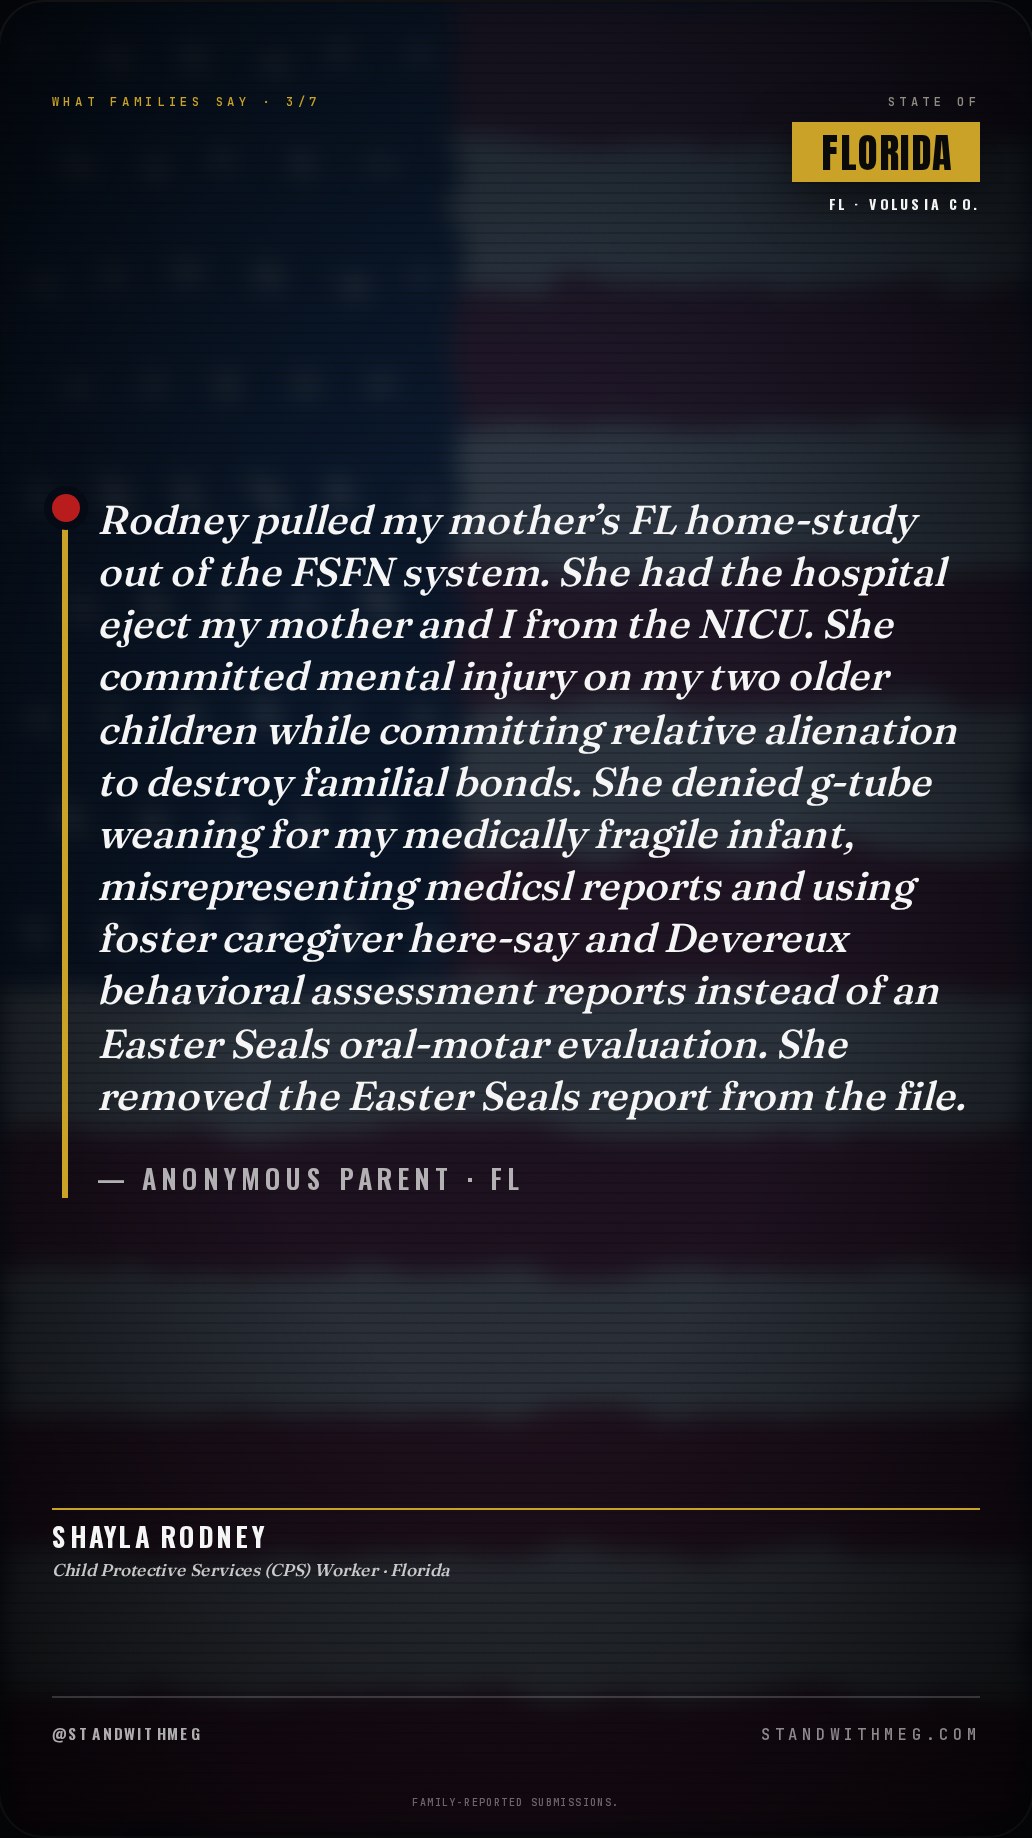 WHAT FAMILIES SAY · 3/7
STATE OF
FLORIDA
FL · VOLUSIA CO.
Rodney pulled my mother’s FL home-study
out of the FSFN system. She had the hospital
eject my mother and I from the NICU. She
committed mental injury on my two older
children while committing relative alienation
to destroy familial bonds. She denied g-tube
weaning for my medically fragile infant,
misrepresenting medicsl reports and using
foster caregiver here-say and Devereux
behavioral assessment reports instead of an
Easter Seals oral-motar evaluation. She
removed the Easter Seals report from the file.
— ANONYMOUS PARENT · FL
SHAYLA RODNEY
Child Protective Services (CPS) Worker · Florida
@STANDWITHMEG
STANDWITHMEG.COM
FAMILY-REPORTED SUBMISSIONS.